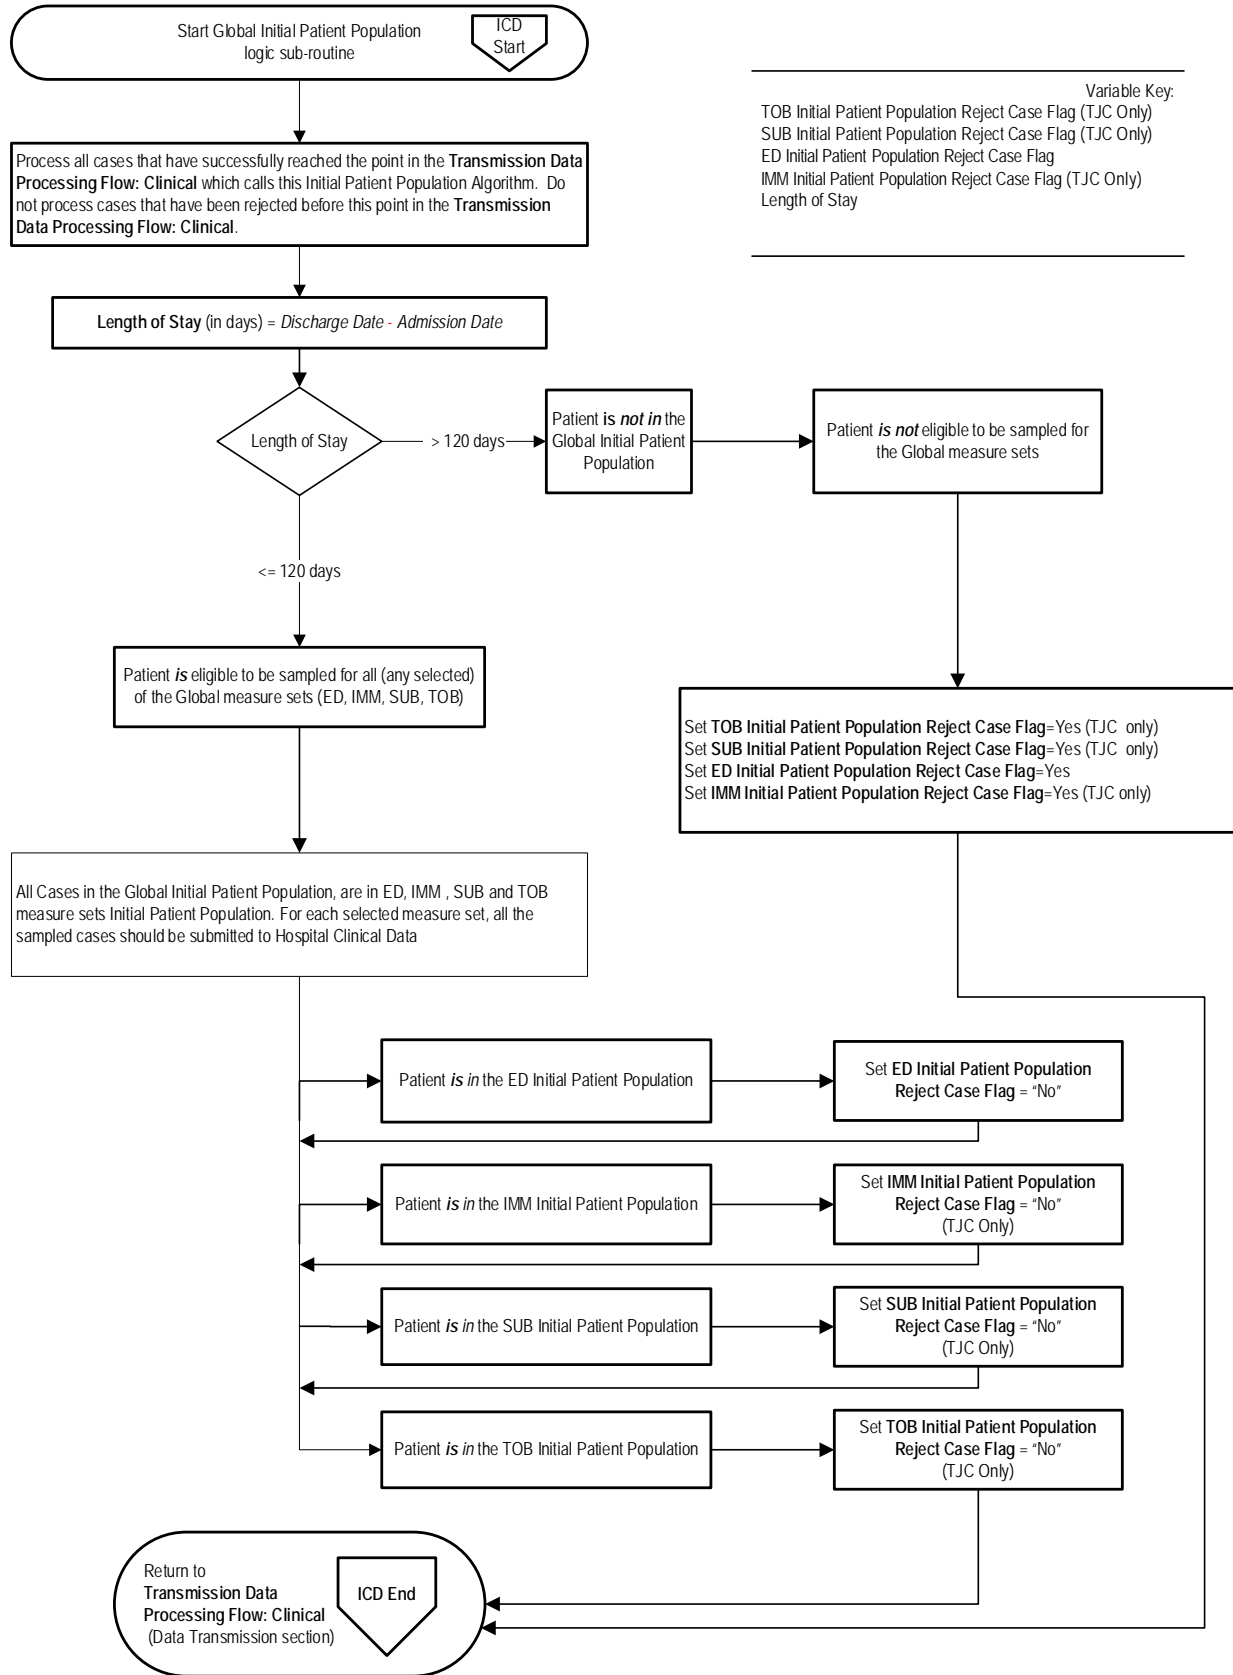 Start Global Initial Patient Population
logic sub-routine
ICD
Start
Variable Key:
TOB Initial Patient Population Reject Case Flag (TJC Only)
SUB Initial Patient Population Reject Case Flag (TJC Only)
ED Initial Patient Population Reject Case Flag
IMM Initial Patient Population Reject Case Flag (TJC Only)
Length of Stay
Process all cases that have successfully reached the point in the Transmission Data
Processing Flow: Clinical which calls this Initial Patient Population Algorithm. Do
not process cases that have been rejected before this point in the Transmission
Data Processing Flow: Clinical.
Length of Stay (in days) = Discharge Date - Admission Date
Length of Stay
> 120 days
Patient is not in the
Global Initial Patient
Population
Patient is not eligible to be sampled for
the Global measure sets
<= 120 days
Patient is eligible to be sampled for all (any selected)
of the Global measure sets (ED, IMM, SUB, TOB)
Set TOB Initial Patient Population Reject Case Flag=Yes (TJC only)
Set SUB Initial Patient Population Reject Case Flag=Yes (TJC only)
Set ED Initial Patient Population Reject Case Flag=Yes
Set IMM Initial Patient Population Reject Case Flag=Yes (TJC only)
All Cases in the Global Initial Patient Population, are in ED, IMM , SUB and TOB
measure sets Initial Patient Population. For each selected measure set, all the
sampled cases should be submitted to Hospital Clinical Data
Patient is in the ED Initial Patient Population
Set ED Initial Patient Population
Reject Case Flag = “No”
Patient is in the IMM Initial Patient Population
Set IMM Initial Patient Population
Reject Case Flag = “No”
(TJC Only)
Patient is in the SUB Initial Patient Population
Set SUB Initial Patient Population
Reject Case Flag = “No”
(TJC Only)
Patient is in the TOB Initial Patient Population
Set TOB Initial Patient Population
Reject Case Flag = “No”
(TJC Only)
Return to
Transmission Data
Processing Flow: Clinical
(Data Transmission section)
ICD End